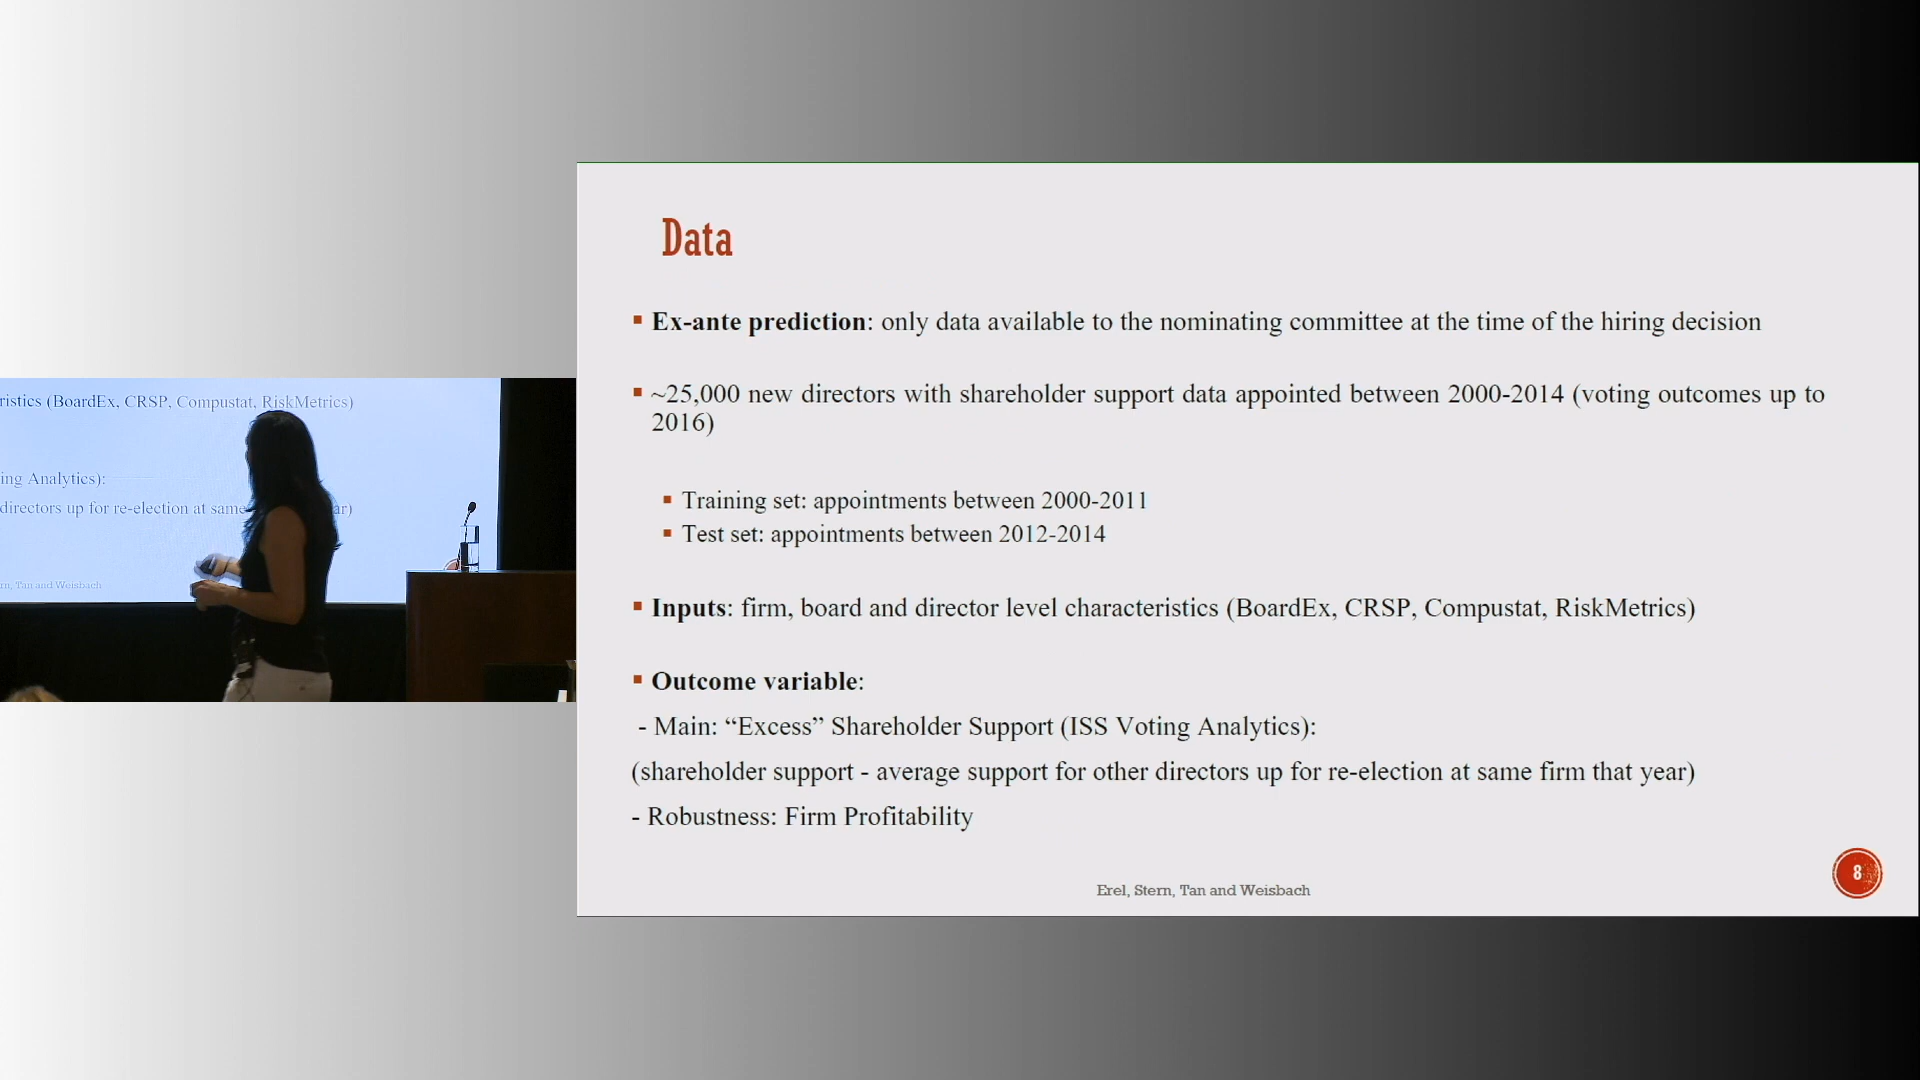 Data
▪ Ex-ante prediction: only data available to the nominating committee at the time of the hiring decision
▪ ~25,000 new directors with shareholder support data appointed between 2000-2014 (voting outcomes up to
2016)
▪ Training set: appointments between 2000-2011
▪ Test set: appointments between 2012-2014
▪ Inputs: firm, board and director level characteristics (BoardEx, CRSP, Compustat, RiskMetrics)
▪ Outcome variable:
- Main: “Excess” Shareholder Support (ISS Voting Analytics):
(shareholder support - average support for other directors up for re-election at same firm that year)
- Robustness: Firm Profitability
Erel, Stern, Tan and Weisbach
8
ristics (BoardEx, CRSP, Compustat, RiskMetrics)
ing Analytics):
directors up for re-election at same ar)
rn, Tan and Weisbach